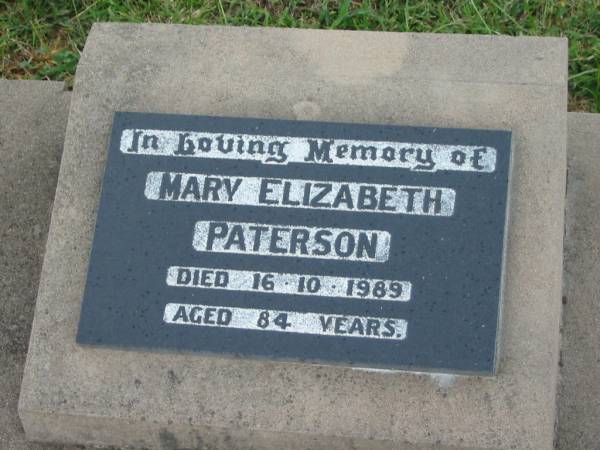 In Loving Memory of
MARY ELIZABETH
PATERSON
DIED 16·10·1989
AGED 84 YEARS.